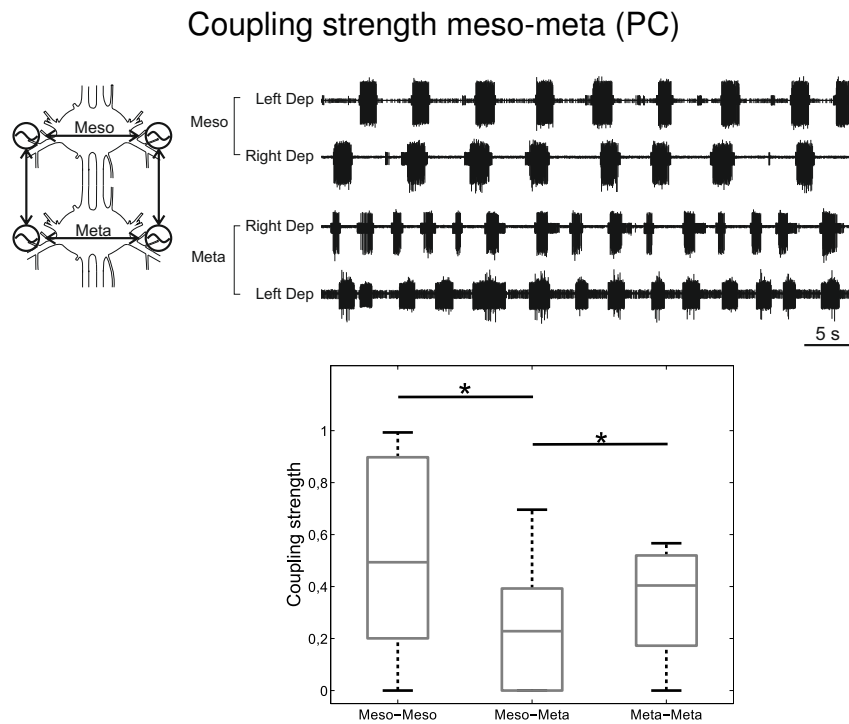 Coupling strength meso-meta (PC)
Meso
Meta
Meso
Left Dep
Right Dep
Meta
Right Dep
Left Dep
5 s
Coupling strength
*
*
1
0,8
0,6
0,4
0,2
0
Meso−Meso Meso−Meta Meta−Meta